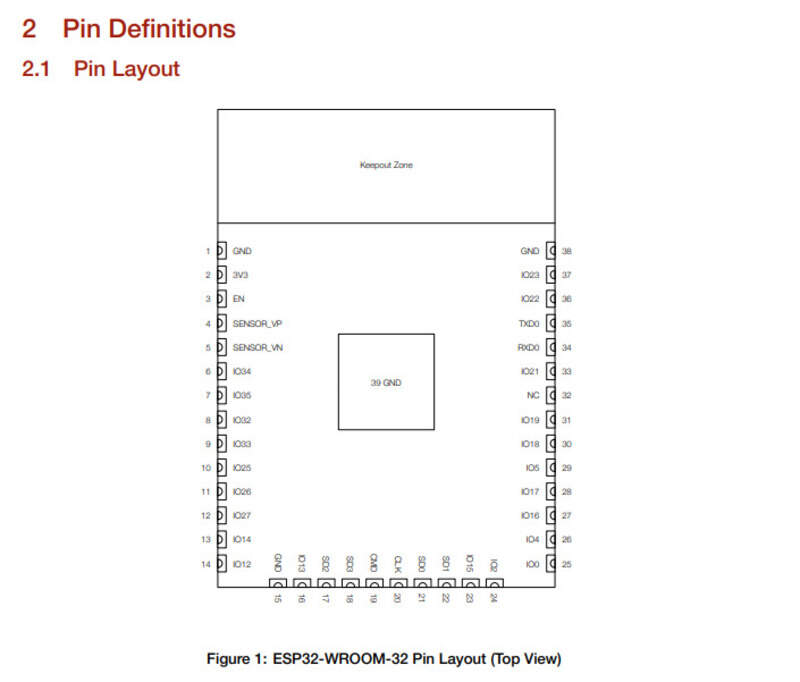 2 Pin Definitions
2.1 Pin Layout
Keepout Zone
1 GND
2 3V3
3 EN
4 SENSOR_VP
5 SENSOR_VN
6 IO34
7 IO35
8 IO32
9 IO33
10 IO25
11 IO26
12 IO27
13 IO14
14 IO12
39 GND
GND 38
IO23 37
IO22 36
TXD0 35
RXD0 34
IO21 33
NC 32
IO19 31
IO18 30
IO5 29
IO17 28
IO16 27
IO4 26
IO0 25
GND 15
IO13 16
SD2 17
SD3 18
CMD 19
CLK 20
SD0 21
SD1 22
IO15 23
IO2 24
Figure 1: ESP32-WROOM-32 Pin Layout (Top View)